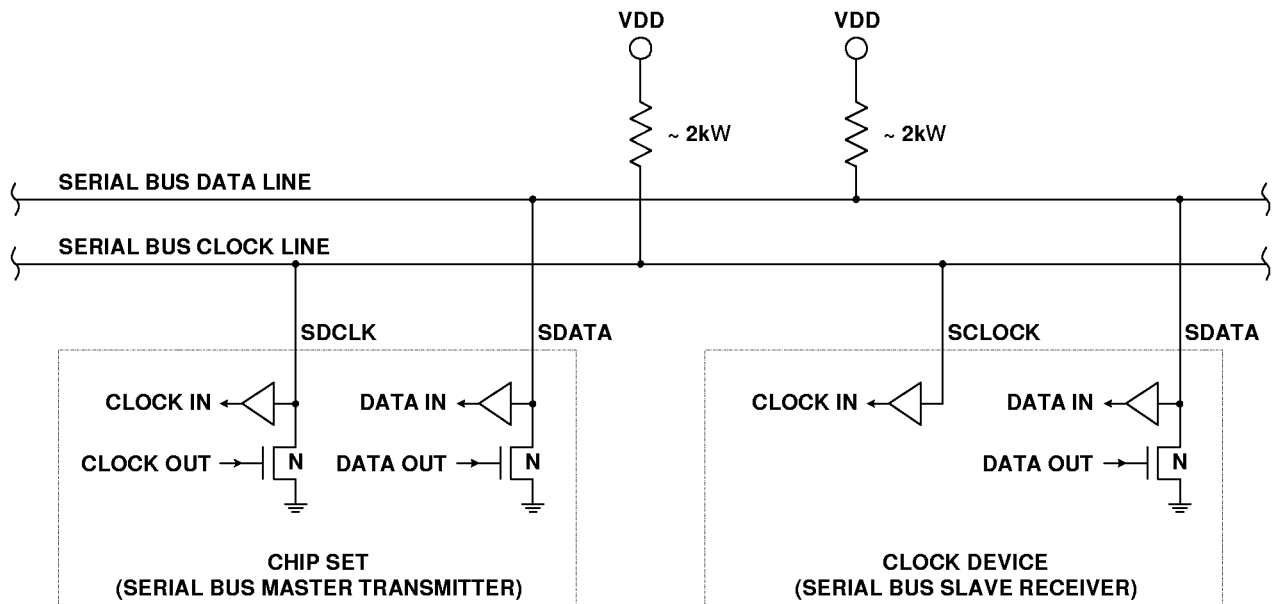 VDD VDD
~ 2kW ~ 2kW
SERIAL BUS DATA LINE
SERIAL BUS CLOCK LINE
SDCLK SDATA SCLOCK SDATA
CLOCK IN DATA IN CLOCK IN DATA IN
CLOCK OUT N DATA OUT N DATA OUT N
CHIP SET
(SERIAL BUS MASTER TRANSMITTER)
CLOCK DEVICE
(SERIAL BUS SLAVE RECEIVER)